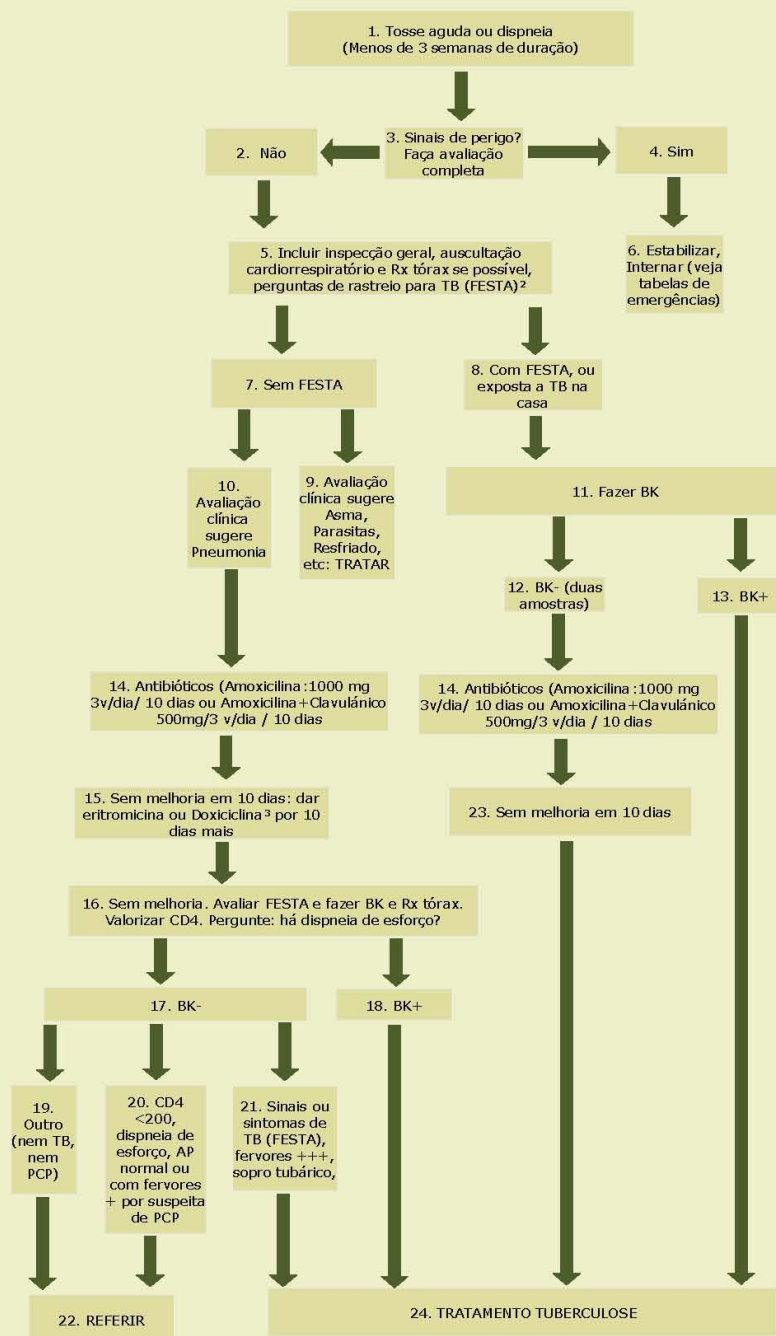 1. Tosse aguda ou dispneia
(Menos de 3 semanas de duração)
2. Não
3. Sinais de perigo?
Faça avaliação
completa
4. Sim
5. Incluir inspecção geral, auscultação
cardiorrespiratório e Rx tórax se possível,
perguntas de rastreio para TB (FESTA)²
6. Estabilizar,
Internar (veja
tabelas de
emergências)
7. Sem FESTA
8. Com FESTA, ou
exposta a TB na
casa
10.
Avaliação
clínica
sugere
Pneumonia
9. Avaliação
clínica sugere
Asma,
Parasitas,
Resfriado,
etc: TRATAR
11. Fazer BK
12. BK- (duas
amostras)
13. BK+
14. Antibióticos (Amoxicilina :1000 mg
3v/dia/ 10 dias ou Amoxicilina+Clavulánico
500mg/3 v/dia / 10 dias
14. Antibióticos (Amoxicilina :1000 mg
3v/dia/ 10 dias ou Amoxicilina+Clavulánico
500mg/3 v/dia / 10 dias
15. Sem melhoria em 10 dias: dar
eritromicina ou Doxiciclina³ por 10
dias mais
23. Sem melhoria em 10 dias
16. Sem melhoria. Avaliar FESTA e fazer BK e Rx tórax.
Valorizar CD4. Pergunte: há dispneia de esforço?
17. BK-
18. BK+
19.
Outro
(nem TB,
nem
PCP)
20. CD4
<200,
dispneia de
esforço, AP
normal ou
com fervores
+ por suspeita
de PCP
21. Sinais ou
sintomas de
TB (FESTA),
fervores +++,
sopro tubárico,
22. REFERIR
24. TRATAMENTO TUBERCULOSE